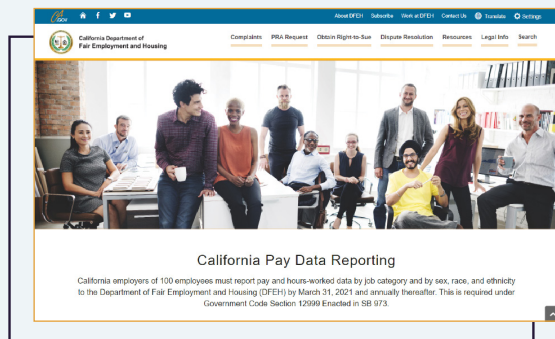 CA.GOV
About DFEH Subscribe Work at DFEH Contact Us Translate Settings
California Department of
Fair Employment and Housing
Complaints PRA Request Obtain Right-to-Sue Dispute Resolution Resources Legal Info Search
California Pay Data Reporting
California employers of 100 employees must report pay and hours-worked data by job category and by sex, race, and ethnicity
to the Department of Fair Employment and Housing (DFEH) by March 31, 2021 and annually thereafter. This is required under
Government Code Section 12999 Enacted in SB 973.